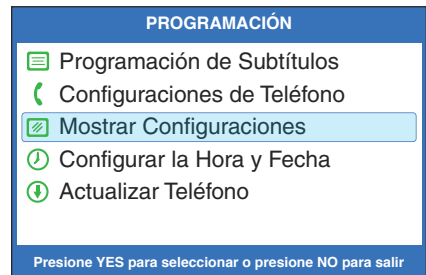 PROGRAMACIÓN
Programación de Subtítulos
Configuraciones de Teléfono
Mostrar Configuraciones
Configurar la Hora y Fecha
Actualizar Teléfono
Presione YES para seleccionar o presione NO para salir